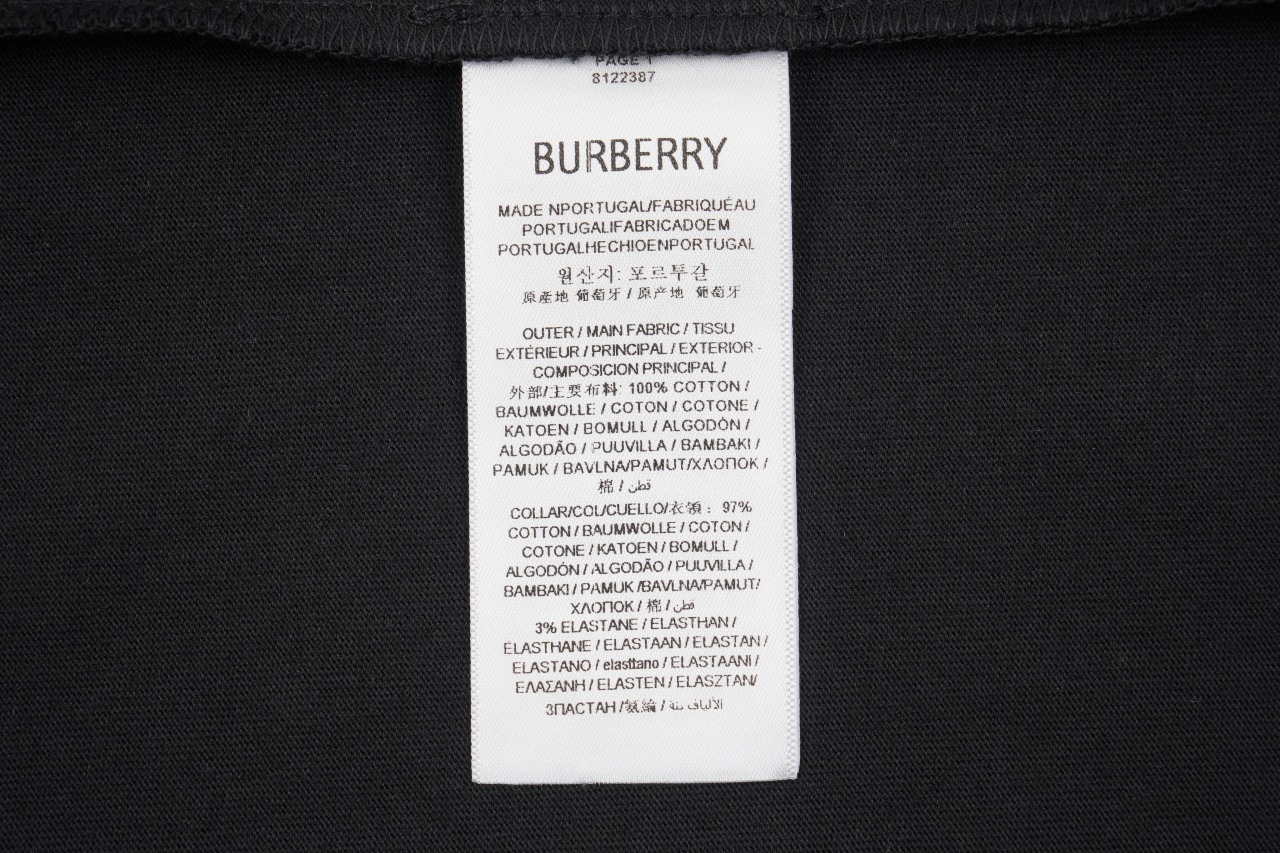 PAGE 1
8122387
BURBERRY
MADE NPORTUGAL/FABRIQUÉAU
PORTUGALIFABRICADOEM
PORTUGALHECHIOENPORTUGAL
원산지: 포르투갈
原產地 葡萄牙 / 原产地 葡萄牙
OUTER / MAIN FABRIC / TISSU
EXTÉRIEUR / PRINCIPAL / EXTERIOR -
COMPOSICION PRINCIPAL /
外部/主要布料: 100% COTTON /
BAUMWOLLE / COTON / COTONE /
KATOEN / BOMULL / ALGODÓN /
ALGODÃO / PUUVILLA / BAMBAKI /
PAMUK / BAVLNA/PAMUT/ХЛОПОК /
棉 / قطن
COLLAR/COL/CUELLO/衣領 : 97%
COTTON / BAUMWOLLE / COTON /
COTONE / KATOEN / BOMULL /
ALGODÓN / ALGODÃO / PUUVILLA /
BAMBAKI / PAMUK /BAVLNA/PAMUT/
ХЛОПОК / 棉 / قطن
3% ELASTANE / ELASTHAN /
ELASTHANE / ELASTAAN / ELASTAN /
ELASTANO / elasttano / ELASTAANI /
ΕΛΑΣΑΝΗ / ELASTEN / ELASZTAN/
ЗПАСТАН /氨綸 / الألياف